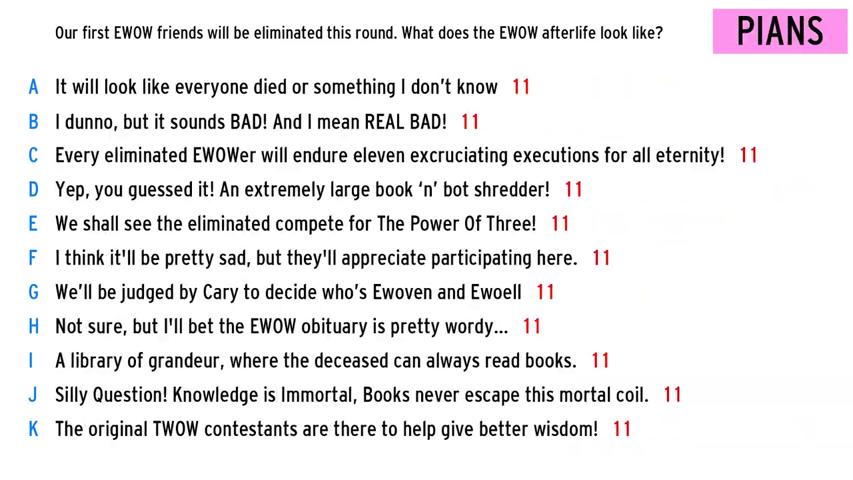 Our first EWOW friends will be eliminated this round. What does the EWOW afterlife look like?
PIANS
A It will look like everyone died or something I don't know 11
B I dunno, but it sounds BAD! And I mean REAL BAD! 11
C Every eliminated EWOWer will endure eleven excruciating executions for all eternity! 11
D Yep, you guessed it! An extremely large book ‘n’ bot shredder! 11
E We shall see the eliminated compete for The Power Of Three! 11
F I think it'll be pretty sad, but they'll appreciate participating here. 11
G We’ll be judged by Cary to decide who’s Ewoven and Ewoell 11
H Not sure, but I'll bet the EWOW obituary is pretty wordy... 11
I A library of grandeur, where the deceased can always read books. 11
J Silly Question! Knowledge is Immortal, Books never escape this mortal coil. 11
K The original TWOW contestants are there to help give better wisdom! 11